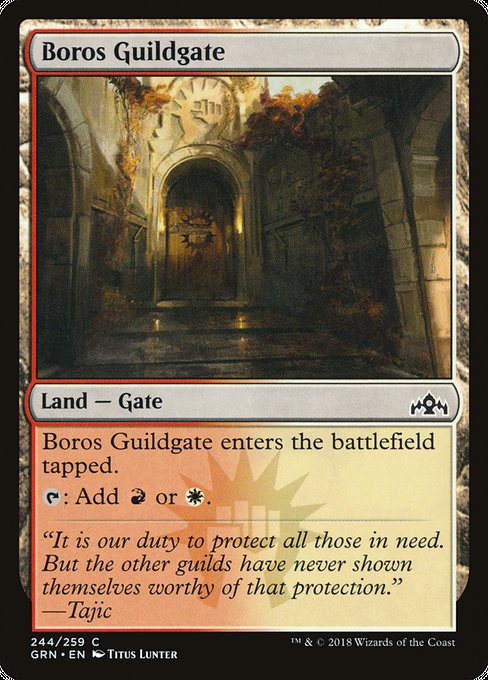 Boros Guildgate
Land — Gate
Boros Guildgate enters the battlefield
tapped.
: Add or .
“It is our duty to protect all those in need.
But the other guilds have never shown
themselves worthy of that protection.”
—Tajic
244/259 C
GRN • EN Titus Lunter
™ & © 2018 Wizards of the Coast